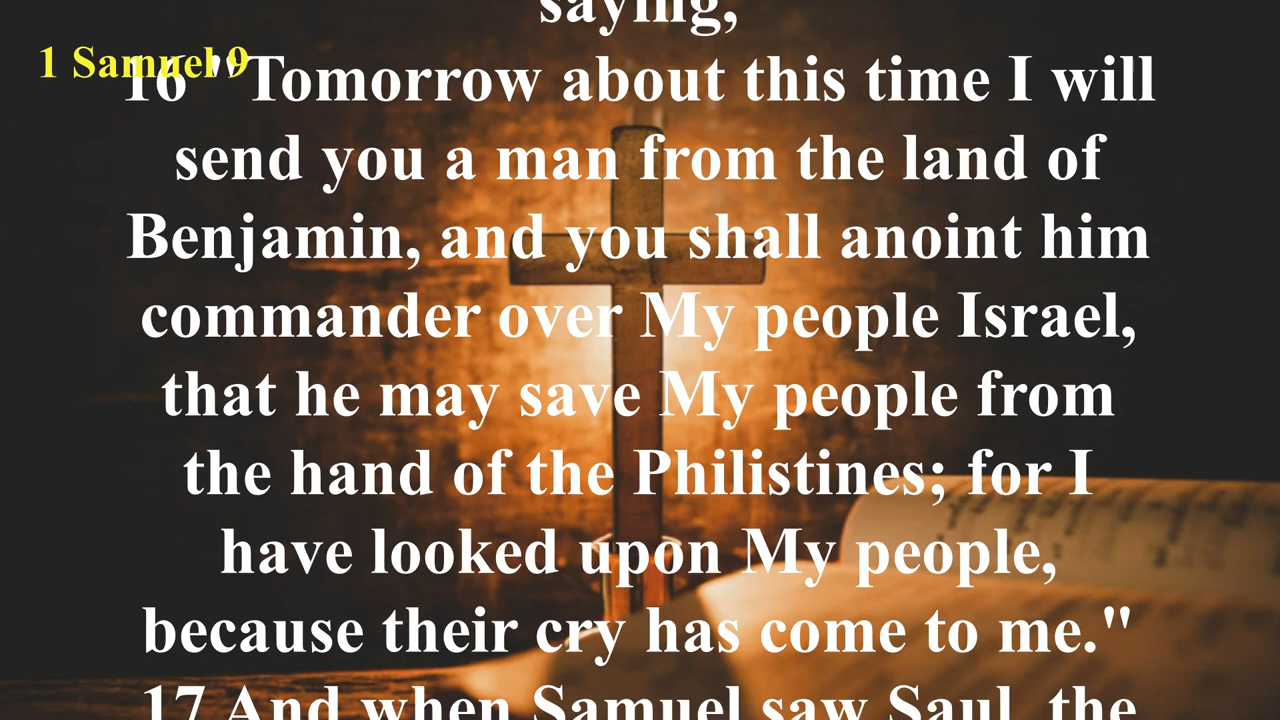 saying,
1 Samuel 9
16 "Tomorrow about this time I will
send you a man from the land of
Benjamin, and you shall anoint him
commander over My people Israel,
that he may save My people from
the hand of the Philistines; for I
have looked upon My people,
because their cry has come to me."
17 And when Samuel saw Saul, the